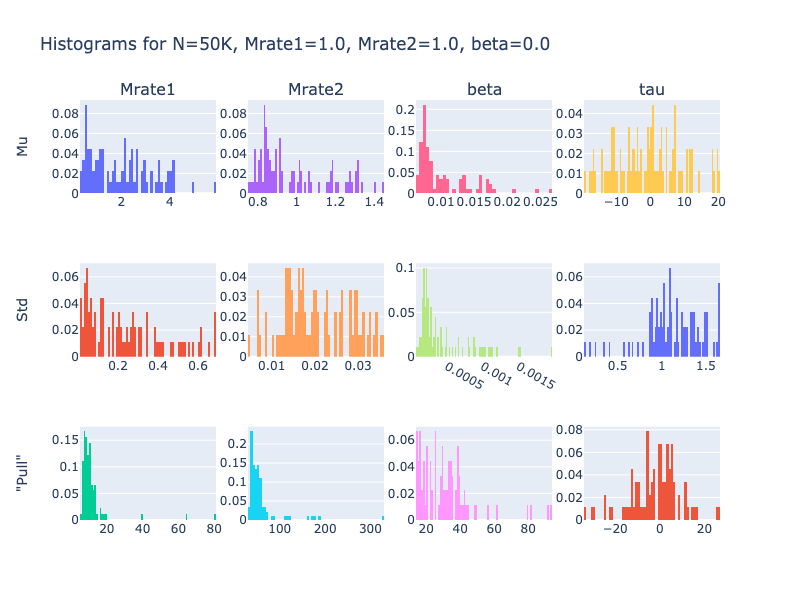 Histograms for N=50K, Mrate1=1.0, Mrate2=1.0, beta=0.0
Mrate1 Mrate2 beta tau
Mu
0.08 0.06 0.04 0.02 0
2 4
0.08 0.06 0.04 0.02 0
0.8 1 1.2 1.4
0.2 0.15 0.1 0.05 0
0.01 0.015 0.02 0.025
0.04 0.03 0.02 0.01 0
−10 0 10 20
Std
0.06 0.04 0.02 0
0.2 0.4 0.6
0.04 0.03 0.02 0.01 0
0.01 0.02 0.03
0.1 0.05 0
0.0005 0.001 0.0015
0.06 0.04 0.02 0
0.5 1 1.5
"Pull"
0.15 0.1 0.05 0
20 40 60 80
0.2 0.15 0.1 0.05 0
100 200 300
0.06 0.04 0.02 0
20 40 60 80
0.08 0.06 0.04 0.02 0
−20 0 20